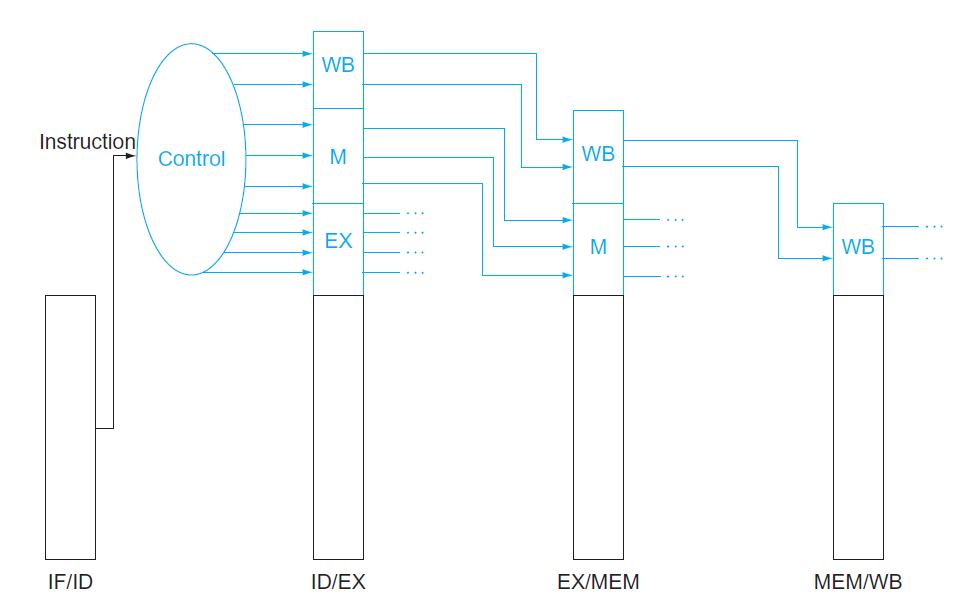 WB
Instruction
Control
M
WB
EX
...
...
...
...
M
...
...
...
WB
...
...
IF/ID
ID/EX
EX/MEM
MEM/WB